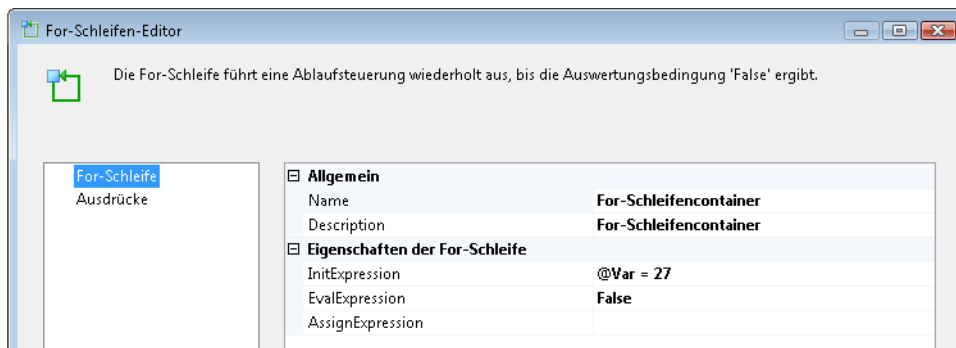 For-Schleifen-Editor
Die For-Schleife führt eine Ablaufsteuerung wiederholt aus, bis die Auswertungsbedingung 'False' ergibt.
For-Schleife
Ausdrücke
Allgemein
Name For-Schleifencontainer
Description For-Schleifencontainer
Eigenschaften der For-Schleife
InitExpression @Var = 27
EvalExpression False
AssignExpression